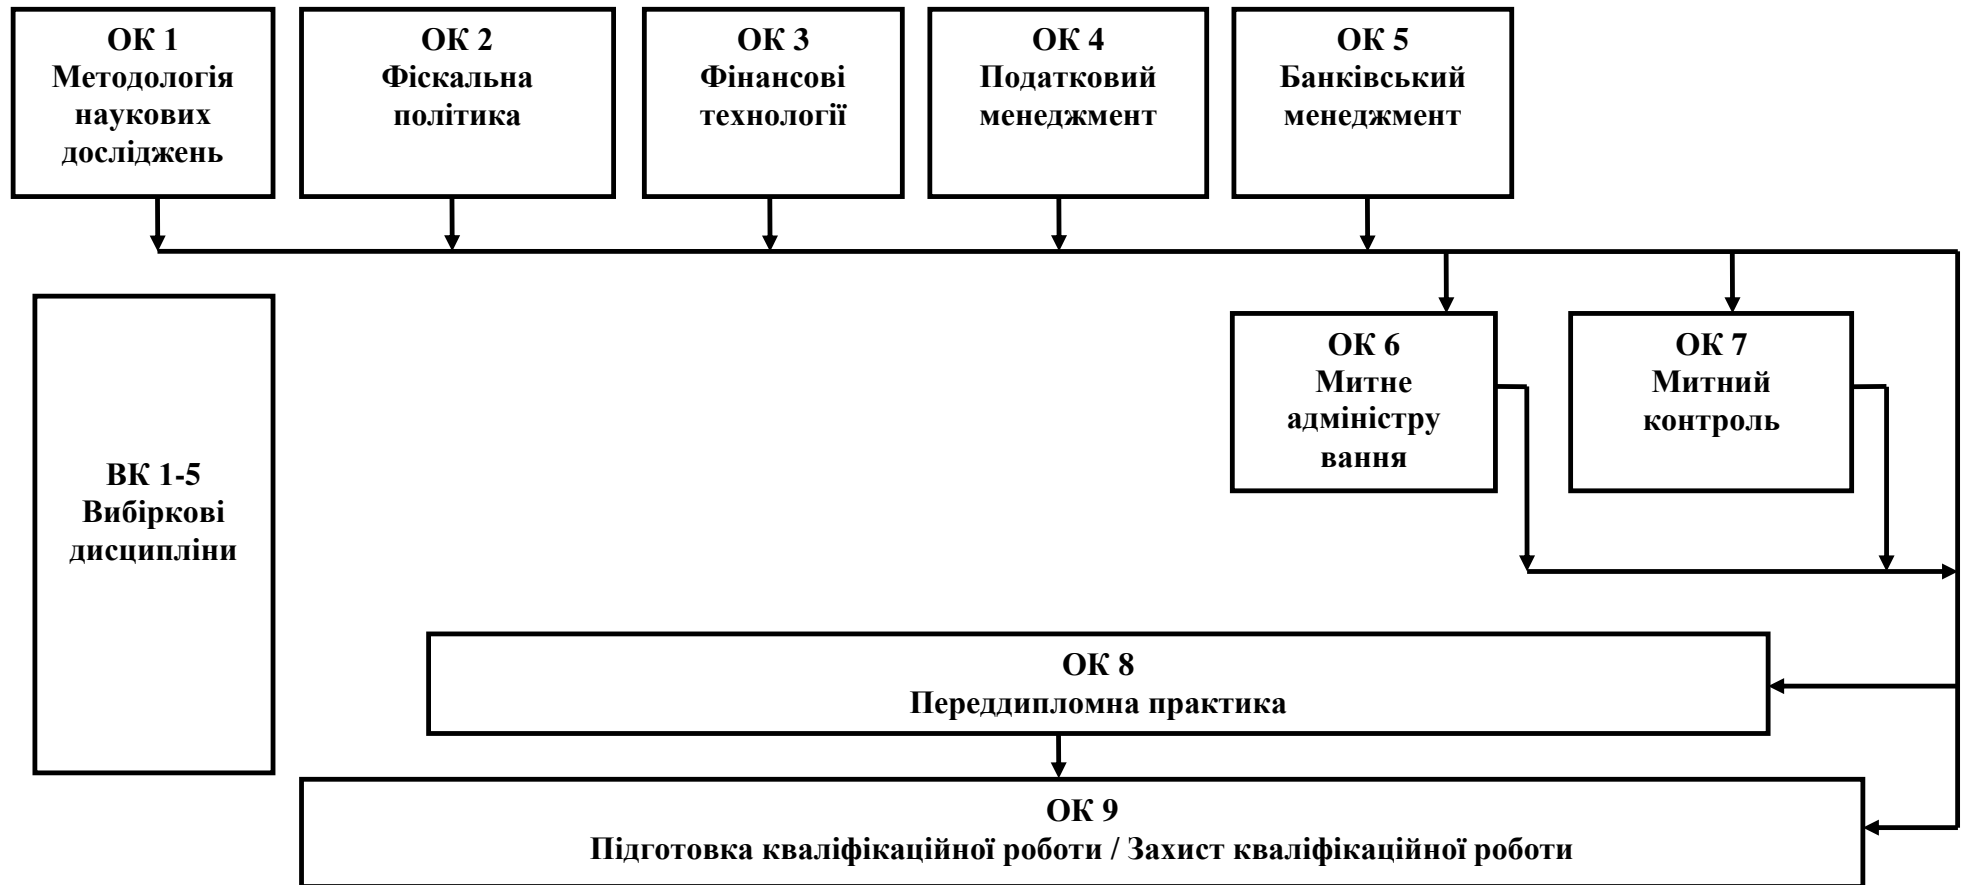 ОК 1
Методологія
наукових
досліджень
ОК 2
Фіскальна
політика
ОК 3
Фінансові
технології
ОК 4
Податковий
менеджмент
ОК 5
Банківський
менеджмент
ОК 6
Митне
адміністру
вання
ОК 7
Митний
контроль
ВК 1-5
Вибіркові
дисципліни
ОК 8
Переддипломна практика
ОК 9
Підготовка кваліфікаційної роботи / Захист кваліфікаційної роботи